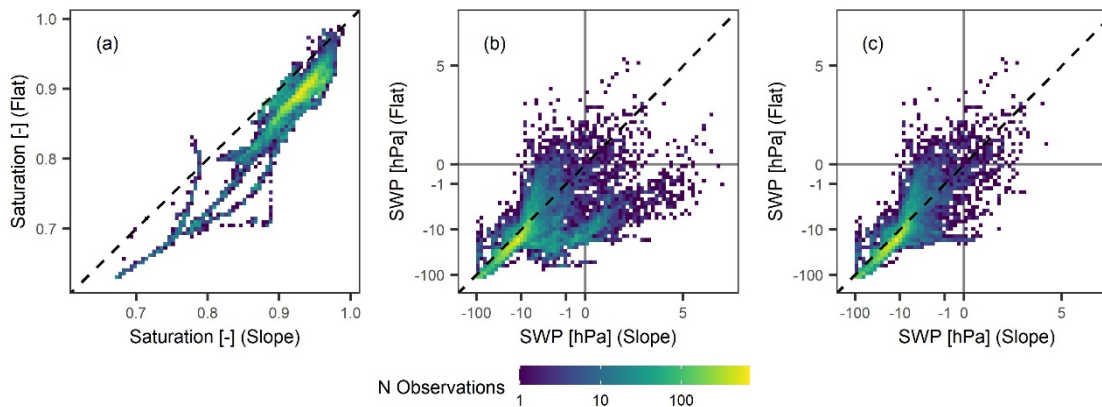 (a)
1.0
0.9
0.8
0.7
Saturation [-] (Flat)
0.7 0.8 0.9 1.0
Saturation [-] (Slope)
(b)
5
0
-1
-10
-100
SWP [hPa] (Flat)
-100 -10 -1 0 5
SWP [hPa] (Slope)
(c)
5
0
-1
-10
-100
SWP [hPa] (Flat)
-100 -10 -1 0 5
SWP [hPa] (Slope)
N Observations
1 10 100